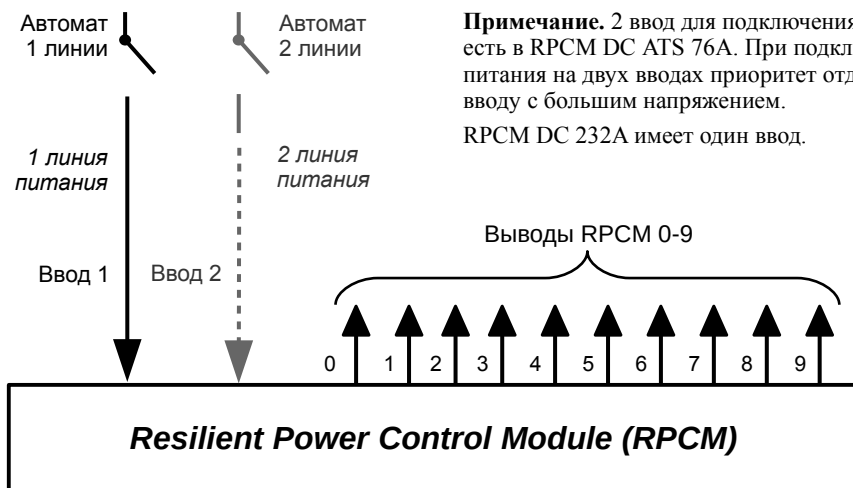 Автомат
1 линии
Автомат
2 линии
Примечание. 2 ввод для подключения
есть в RPCM DC ATS 76A. При
питания на двух вводах приоритет
вводу с большим напряжением.
RPCM DC 232A имеет один ввод.
1 линия
питания
2 линия
питания
Выводы RPCM 0-9
Ввод 1
Ввод 2
0 1 2 3 4 5 6 7 8 9
Resilient Power Control Module (RPCM)